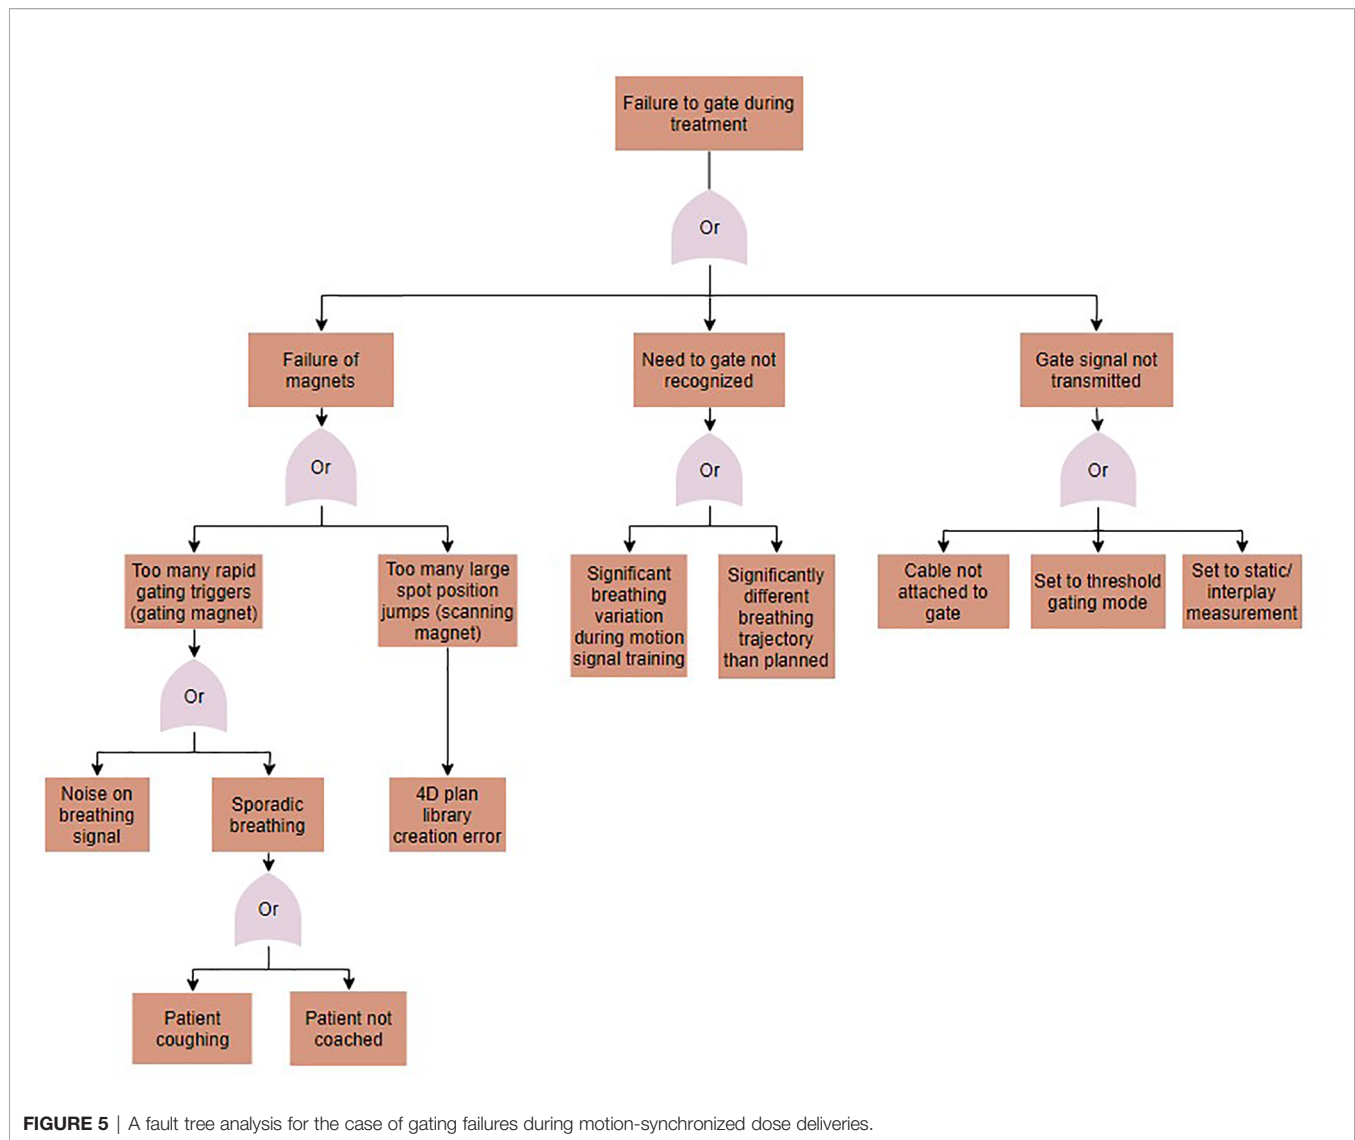 Failure to gate during
treatment
Or
Failure of
magnets
Need to gate not
recognized
Gate signal not
transmitted
Or
Or
Or
Too many rapid
gating triggers
(gating magnet)
Too many large
spot position
jumps (scanning
magnet)
Significant
breathing
variation
during motion
signal training
Significantly
different
breathing
trajectory
than planned
Cable not
attached to
gate
Set to threshold
gating mode
Set to static/
interplay
measurement
Or
Noise on
breathing
signal
Sporadic
breathing
4D plan
library
creation error
Or
Patient
coughing
Patient not
coached
FIGURE 5 | A fault tree analysis for the case of gating failures during motion-synchronized dose deliveries.